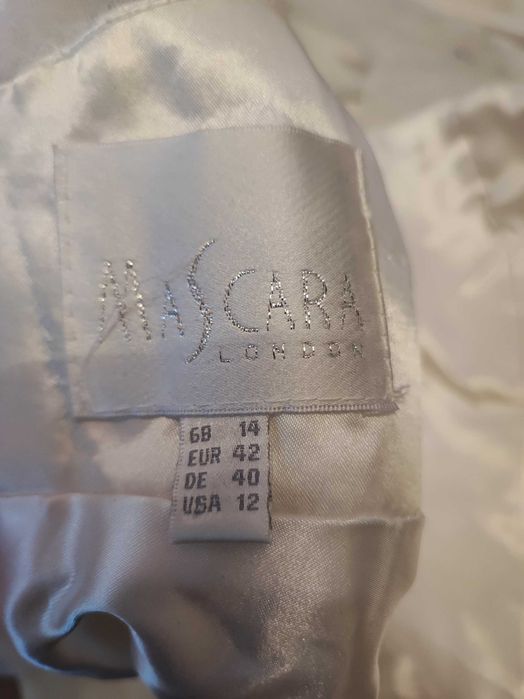 MASCARA
LONDON
GB 14
EUR 42
DE 40
USA 12